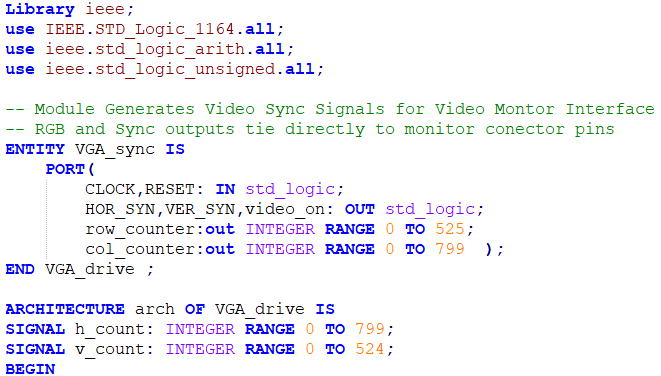 Library ieee;
use IEEE.STD_Logic_1164.all;
use ieee.std_logic_arith.all;
use ieee.std_logic_unsigned.all;
-- Module Generates Video Sync Signals for Video Montor Interface
-- RGB and Sync outputs tie directly to monitor conector pins
ENTITY VGA_sync IS
PORT(
CLOCK,RESET: IN std_logic;
HOR_SYN,VER_SYN,video_on: OUT std_logic;
row_counter:out INTEGER RANGE 0 TO 525;
col_counter:out INTEGER RANGE 0 TO 799 );
END VGA_drive ;
ARCHITECTURE arch OF VGA_drive IS
SIGNAL h_count: INTEGER RANGE 0 TO 799;
SIGNAL v_count: INTEGER RANGE 0 TO 524;
BEGIN